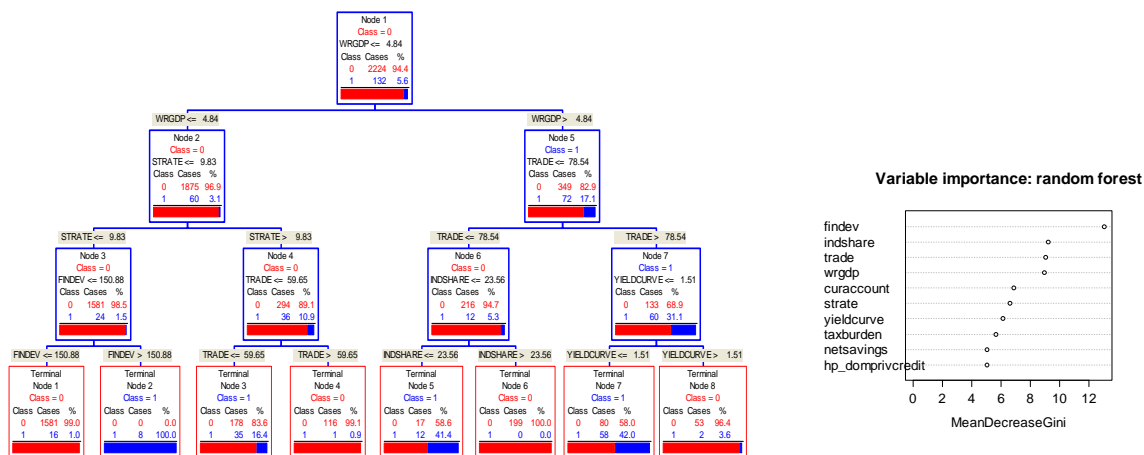 Node 1
Class = 0
WRGDP <= 4.84
Class Cases %
0 2224 94.4
1 132 5.6
WRGDP <= 4.84
WRGDP > 4.84
Node 2
Class = 0
STRATE <= 9.83
Class Cases %
0 1875 96.9
1 60 3.1
Node 5
Class = 1
TRADE <= 78.54
Class Cases %
0 349 82.9
1 72 17.1
STRATE <= 9.83
STRATE > 9.83
TRADE <= 78.54
TRADE > 78.54
Node 3
Class = 0
FINDEV <= 150.88
Class Cases %
0 1581 98.5
1 24 1.5
Node 4
Class = 0
TRADE <= 59.65
Class Cases %
0 294 89.1
1 36 10.9
Node 6
Class = 0
INDSHARE <= 23.56
Class Cases %
0 216 94.7
1 12 5.3
Node 7
Class = 1
YIELDCURVE <= 1.51
Class Cases %
0 133 68.9
1 60 31.1
FINDEV <= 150.88
FINDEV > 150.88
TRADE <= 59.65
TRADE > 59.65
INDSHARE <= 23.56
INDSHARE > 23.56
YIELDCURVE <= 1.51
YIELDCURVE > 1.51
Terminal
Node 1
Class = 0
Class Cases %
0 1581 99.0
1 16 1.0
Terminal
Node 2
Class = 1
Class Cases %
0 0 0.0
1 8 100.0
Terminal
Node 3
Class = 1
Class Cases %
0 178 83.6
1 35 16.4
Terminal
Node 4
Class = 0
Class Cases %
0 116 99.1
1 1 0.9
Terminal
Node 5
Class = 1
Class Cases %
0 17 58.6
1 12 41.4
Terminal
Node 6
Class = 0
Class Cases %
0 199 100.0
1 0 0.0
Terminal
Node 7
Class = 1
Class Cases %
0 80 58.0
1 58 42.0
Terminal
Node 8
Class = 0
Class Cases %
0 53 96.4
1 2 3.6
Variable importance: random forest
findev
indshare
trade
wrgdp
curaccount
strate
yieldcurve
taxburden
netsavings
hp_domprivcredit
0 2 4 6 8 10 12
MeanDecreaseGini